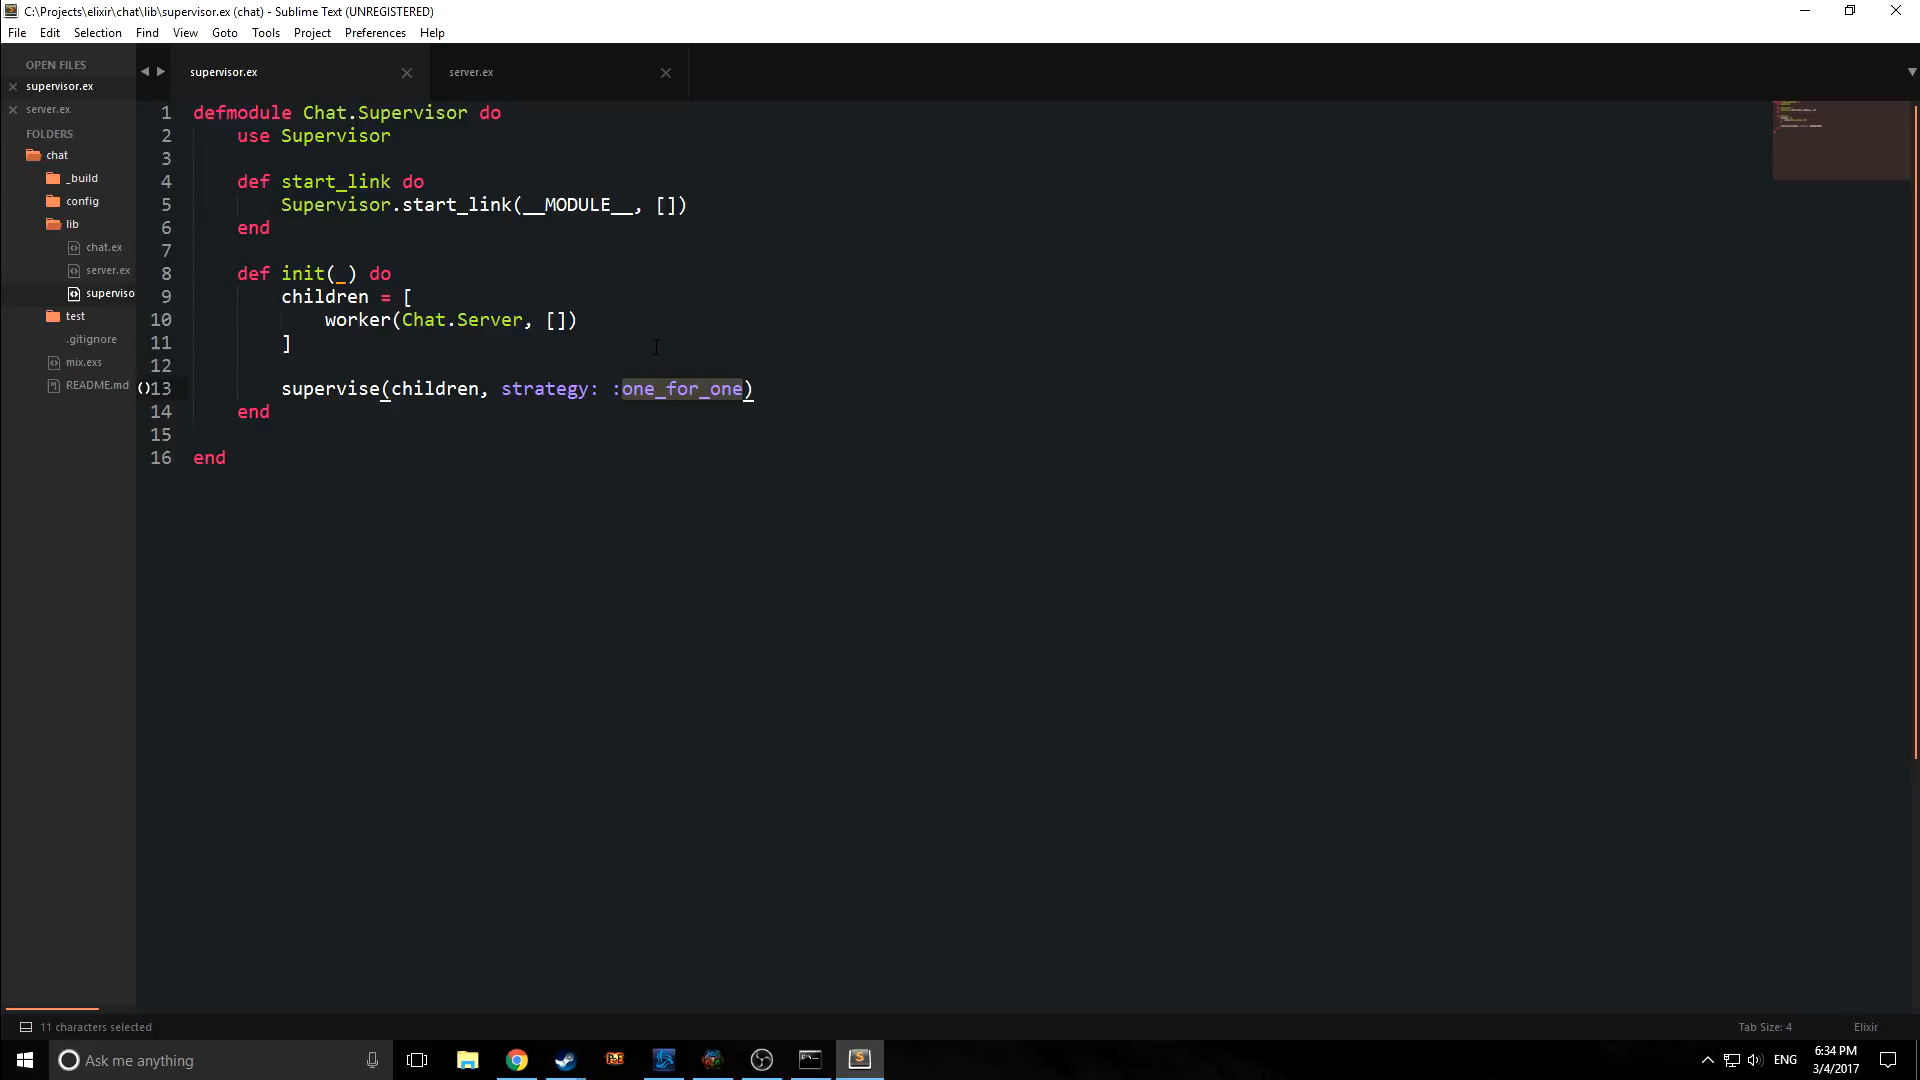 C:\Projects\elixir\chat\lib\supervisor.ex (chat) - Sublime Text (UNREGISTERED)
File Edit Selection Find View Goto Tools Project Preferences Help
OPEN FILES
supervisor.ex
server.ex
FOLDERS
chat
_build
config
lib
chat.ex
server.ex
superviso
test
.gitignore
mix.exs
README.md
supervisor.ex
server.ex
1 defmodule Chat.Supervisor do
2     use Supervisor
3
4     def start_link do
5         Supervisor.start_link(__MODULE__, [])
6     end
7
8     def init(_) do
9         children = [
10             worker(Chat.Server, [])
11         ]
12
13         supervise(children, strategy: :one_for_one)
14     end
15
16 end
11 characters selected
Tab Size: 4
Elixir
Ask me anything
PoE
S
ENG
6:34 PM
3/4/2017